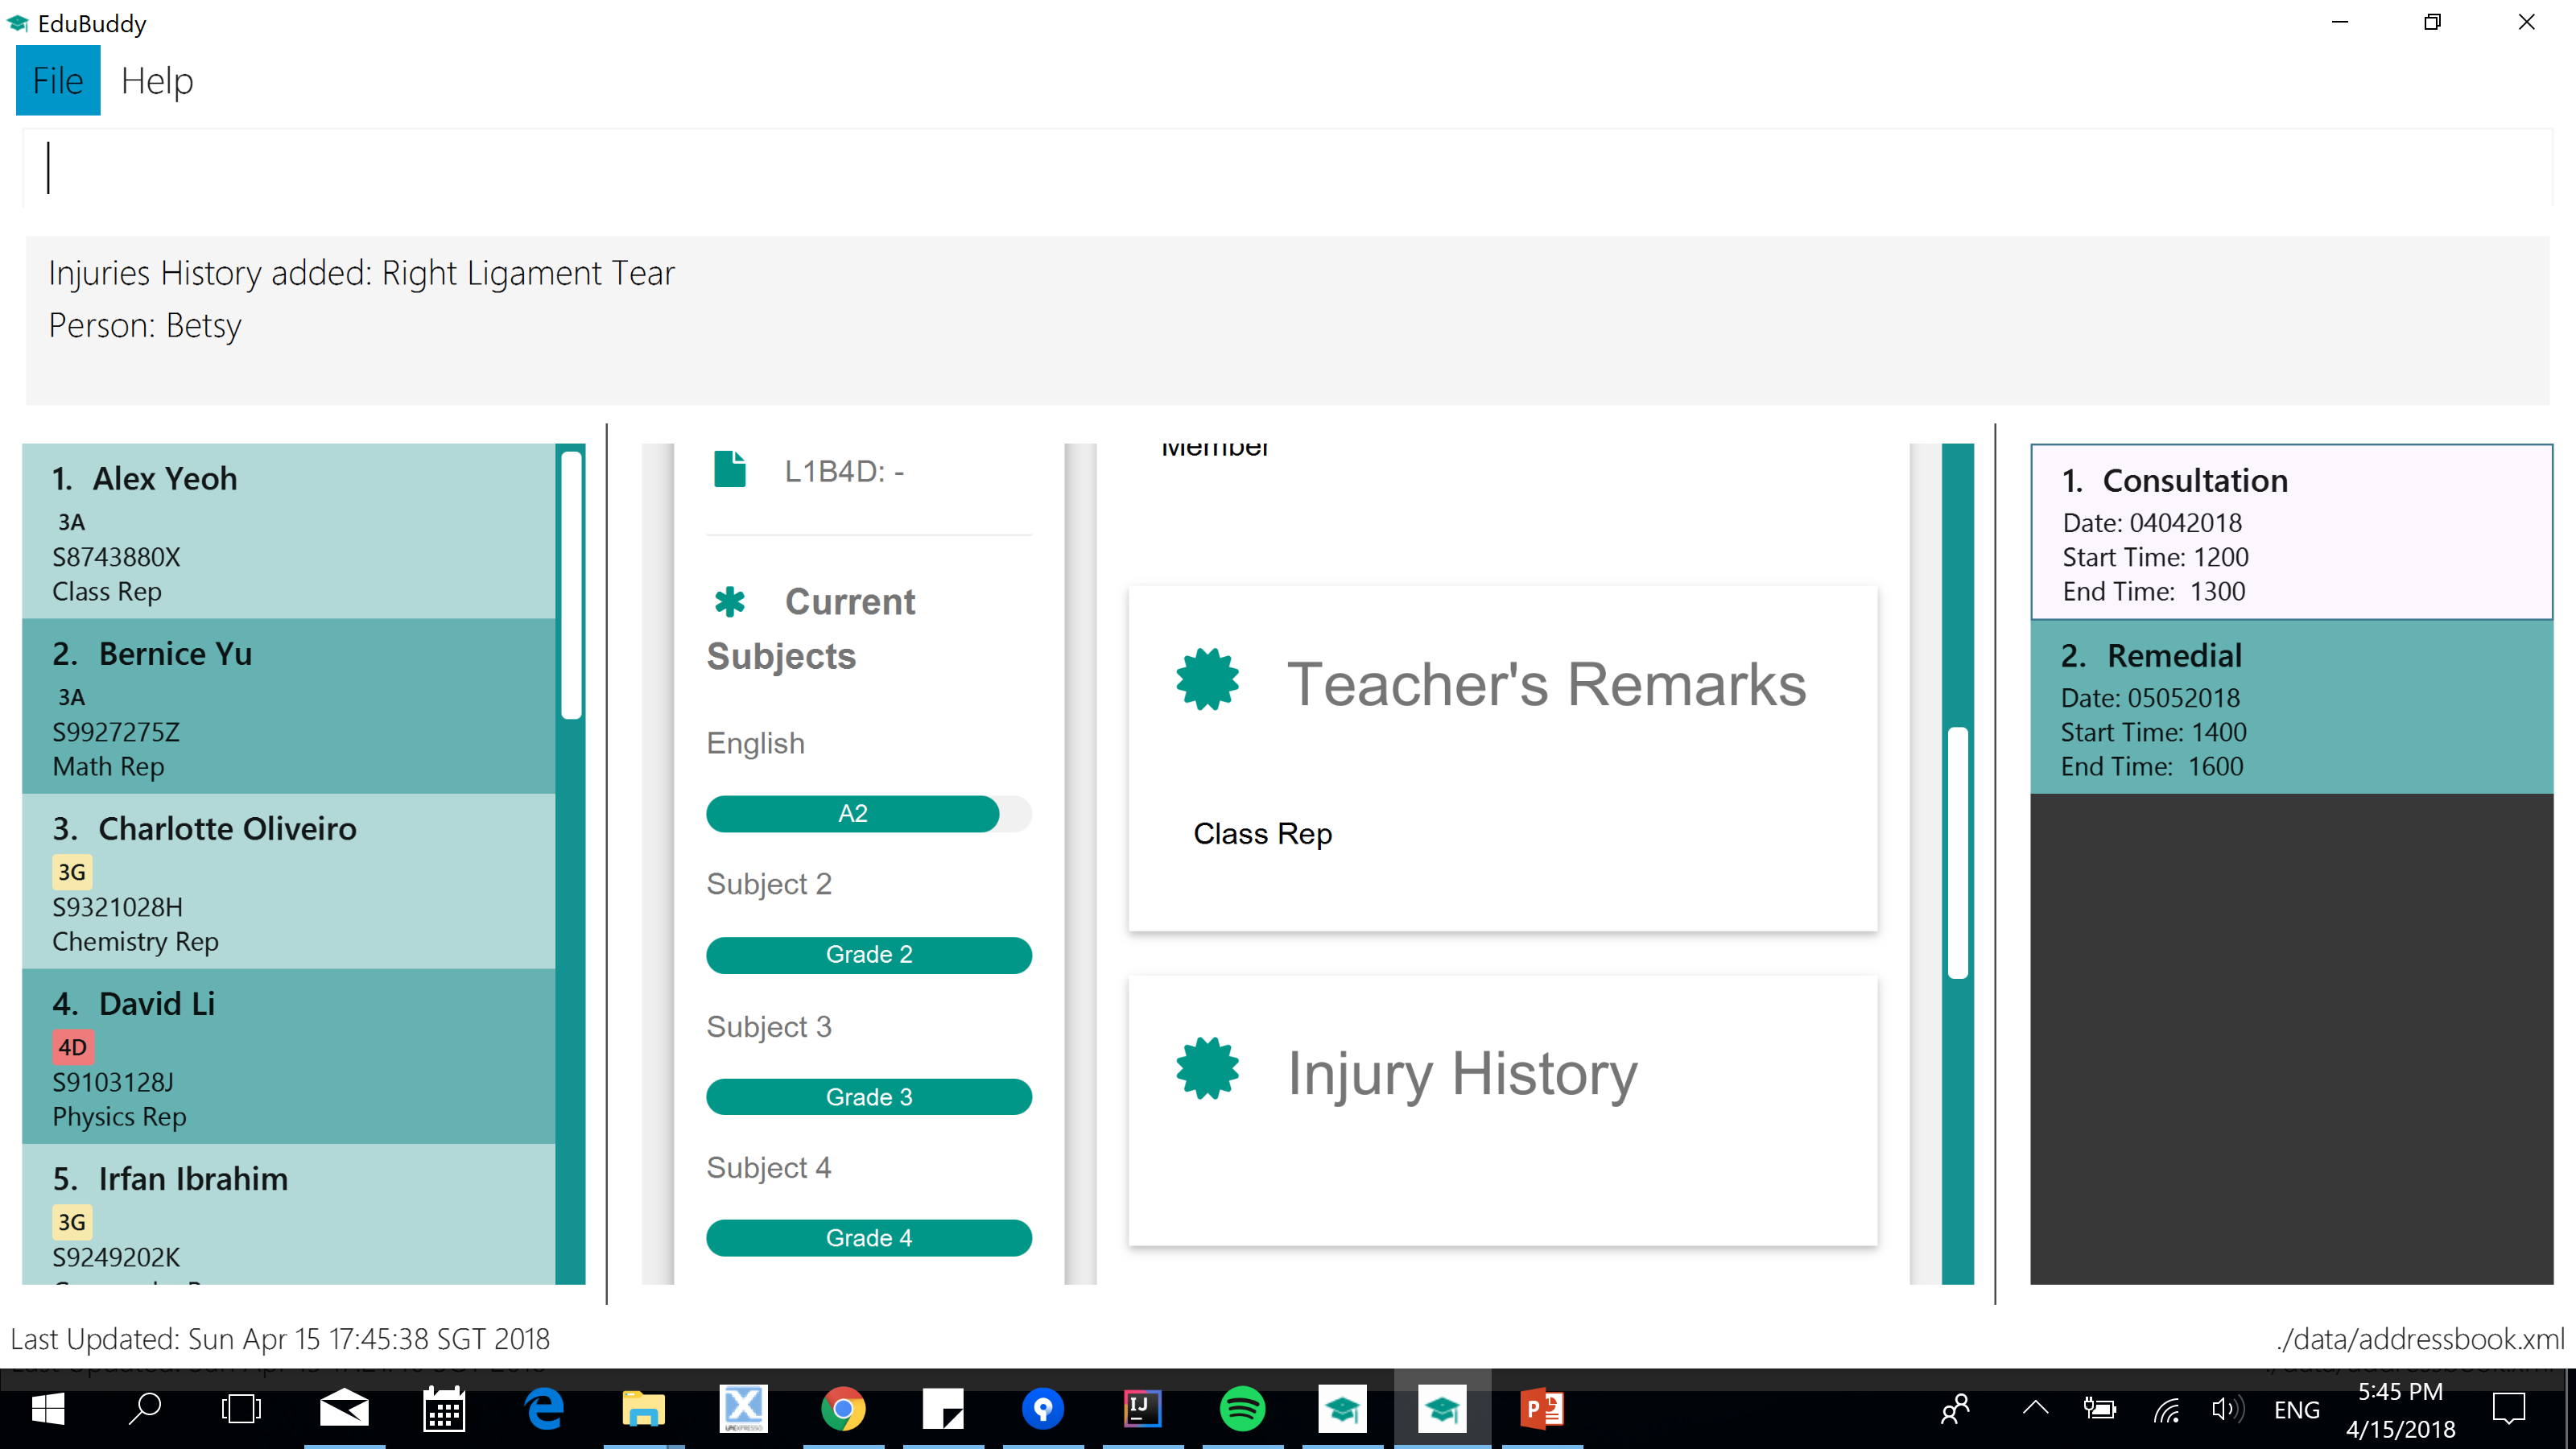 EduBuddy
File Help
Injuries History added: Right Ligament Tear
Person: Betsy
1. Alex Yeoh
3A
S8743880X
Class Rep
2. Bernice Yu
3A
S9927275Z
Math Rep
3. Charlotte Oliveiro
3G
S9321028H
Chemistry Rep
4. David Li
4D
S9103128J
Physics Rep
5. Irfan Ibrahim
3G
S9249202K
L1B4D: -
Current
Subjects
English
A2
Subject 2
Grade 2
Subject 3
Grade 3
Subject 4
Grade 4
Member
Teacher's Remarks
Class Rep
Injury History
1. Consultation
Date: 04042018
Start Time: 1200
End Time: 1300
2. Remedial
Date: 05052018
Start Time: 1400
End Time: 1600
Last Updated: Sun Apr 15 17:45:38 SGT 2018
./data/addressbook.xml
IJ
P
ENG
5:45 PM
4/15/2018